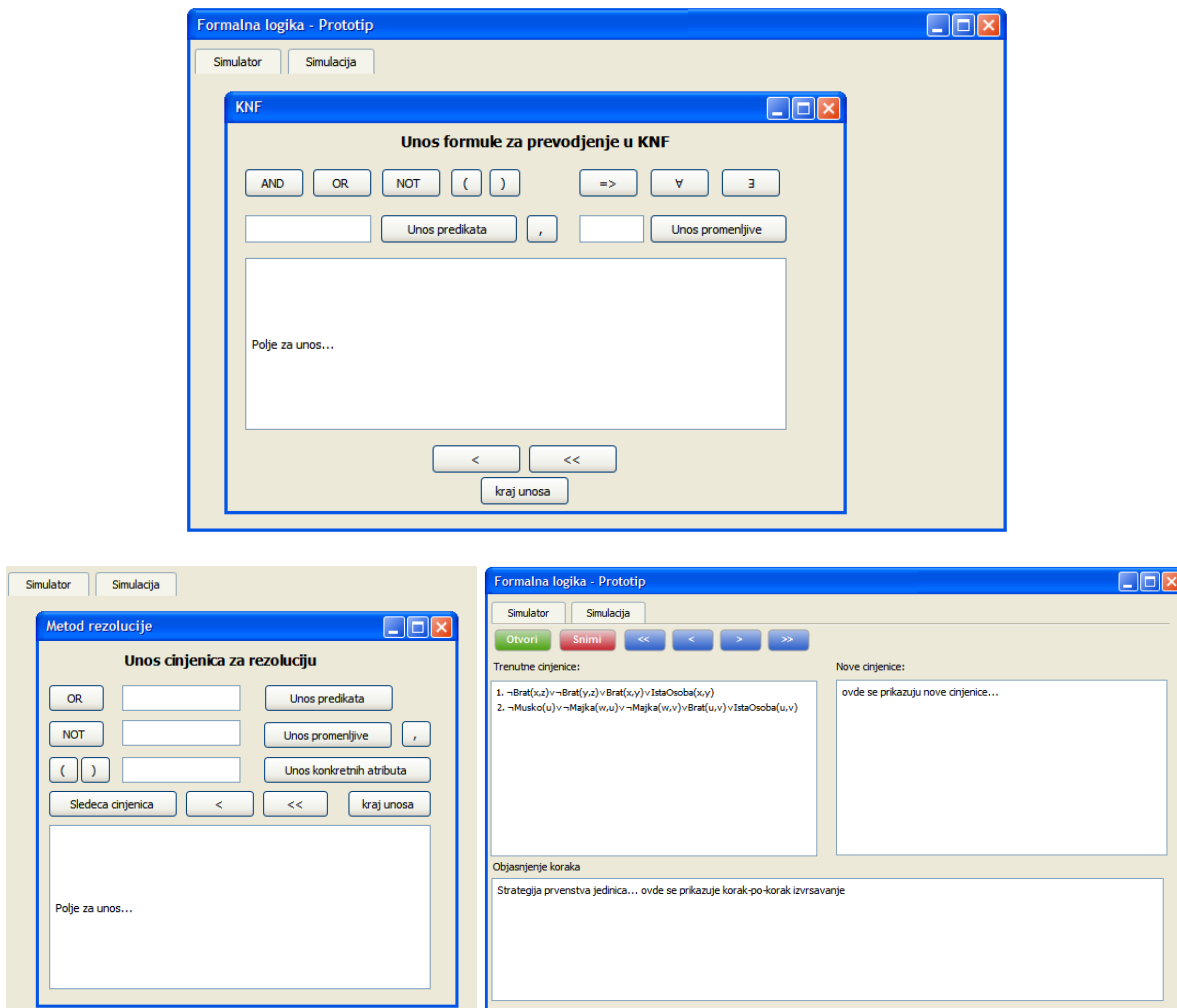 Formalna logika - Prototip
Simulator Simulacija
KNF
Unos formule za prevodjenje u KNF
AND OR NOT ( ) => ∀ ∃
Unos predikata , Unos promenljive
Polje za unos...
< <<
kraj unosa
Simulator Simulacija
Metod rezolucije
Unos cinjenica za rezoluciju
OR Unos predikata
NOT Unos promenljive ,
( ) Unos konkretnih atributa
Sledeca cinjenica < << kraj unosa
Polje za unos...
Formalna logika - Prototip
Simulator Simulacija
Otvori Snimi << < > >>
Trenutne cinjenice: Nove cinjenice:
1. ¬Brat(x,z)∨¬Brat(y,z)∨Brat(x,y)∨IstaOsoba(x,y) ovde se prikazuju nove cinjenice...
2. ¬Musko(u)∨¬Majka(w,u)∨¬Majka(w,v)∨Brat(u,v)∨IstaOsoba(u,v)
Objasnjenje koraka
Strategija prvenstva jedinica... ovde se prikazuje korak-po-korak izvrsavanje